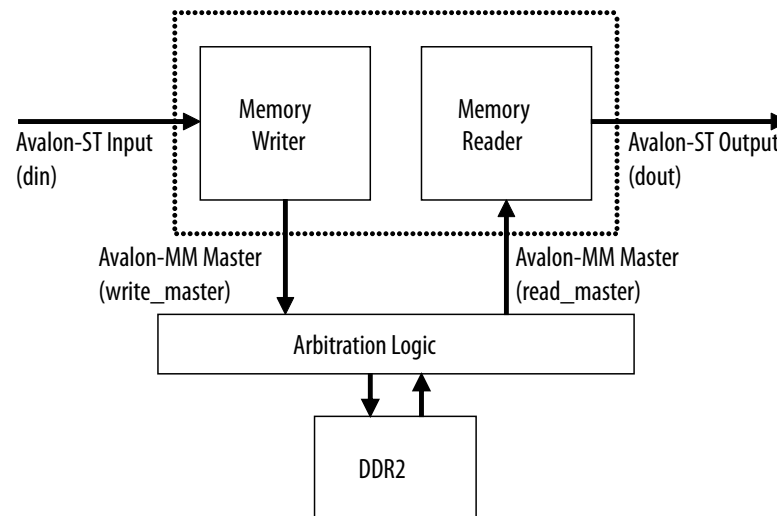 Memory
Writer
Memory
Reader
Avalon-ST Input
(din)
Avalon-ST Output
(dout)
Avalon-MM Master
(write_master)
Avalon-MM Master
(read_master)
Arbitration Logic
DDR2